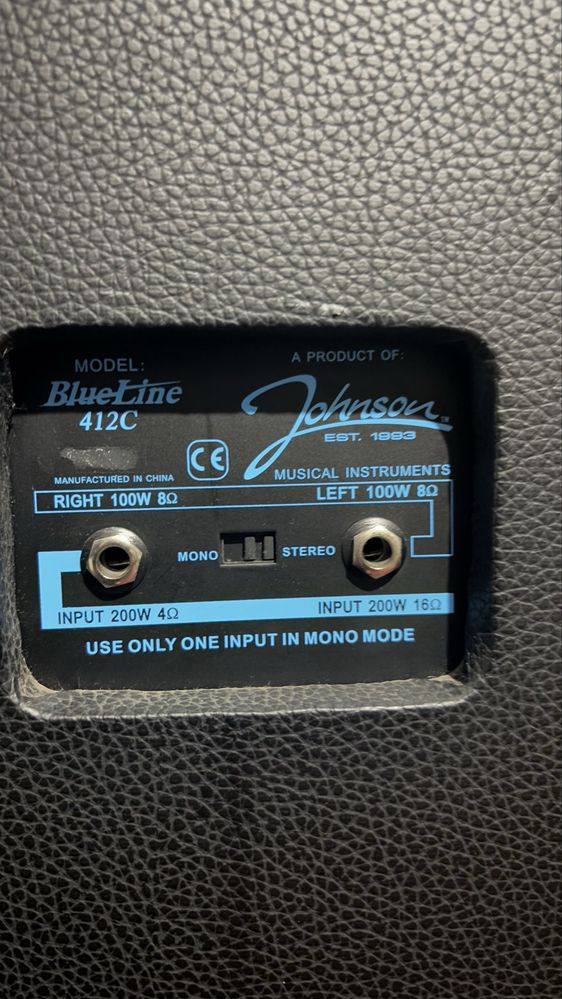 MODEL:
BlueLine
412C
A PRODUCT OF:
Johnson™
EST. 1993
MUSICAL INSTRUMENTS
CE
MANUFACTURED IN CHINA
RIGHT 100W 8Ω
LEFT 100W 8Ω
MONO
STEREO
INPUT 200W 4Ω
INPUT 200W 16Ω
USE ONLY ONE INPUT IN MONO MODE